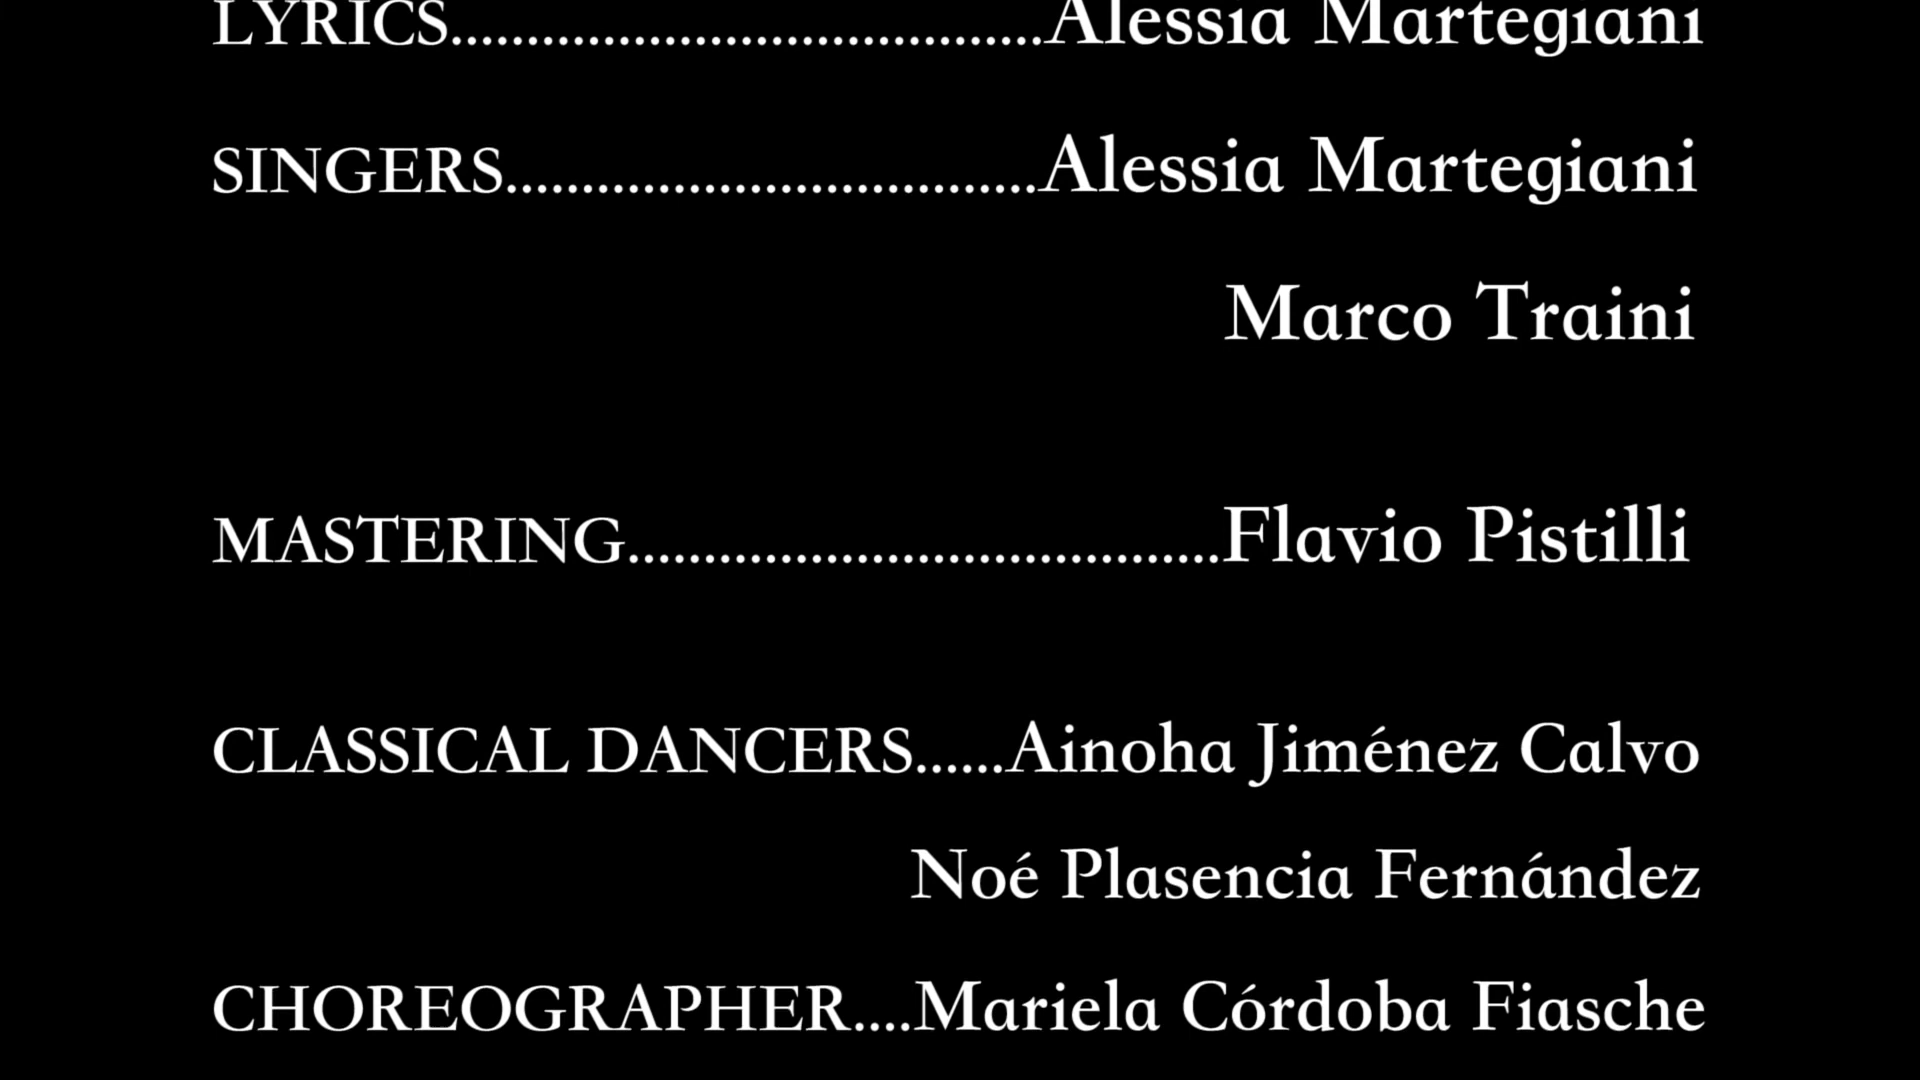 LYRICS.......................................Alessia Martegiani
SINGERS...................................Alessia Martegiani
Marco Traini
MASTERING.......................................Flavio Pistilli
CLASSICAL DANCERS......Ainoha Jiménez Calvo
Noé Plasencia Fernández
CHOREOGRAPHER....Mariela Córdoba Fiasche